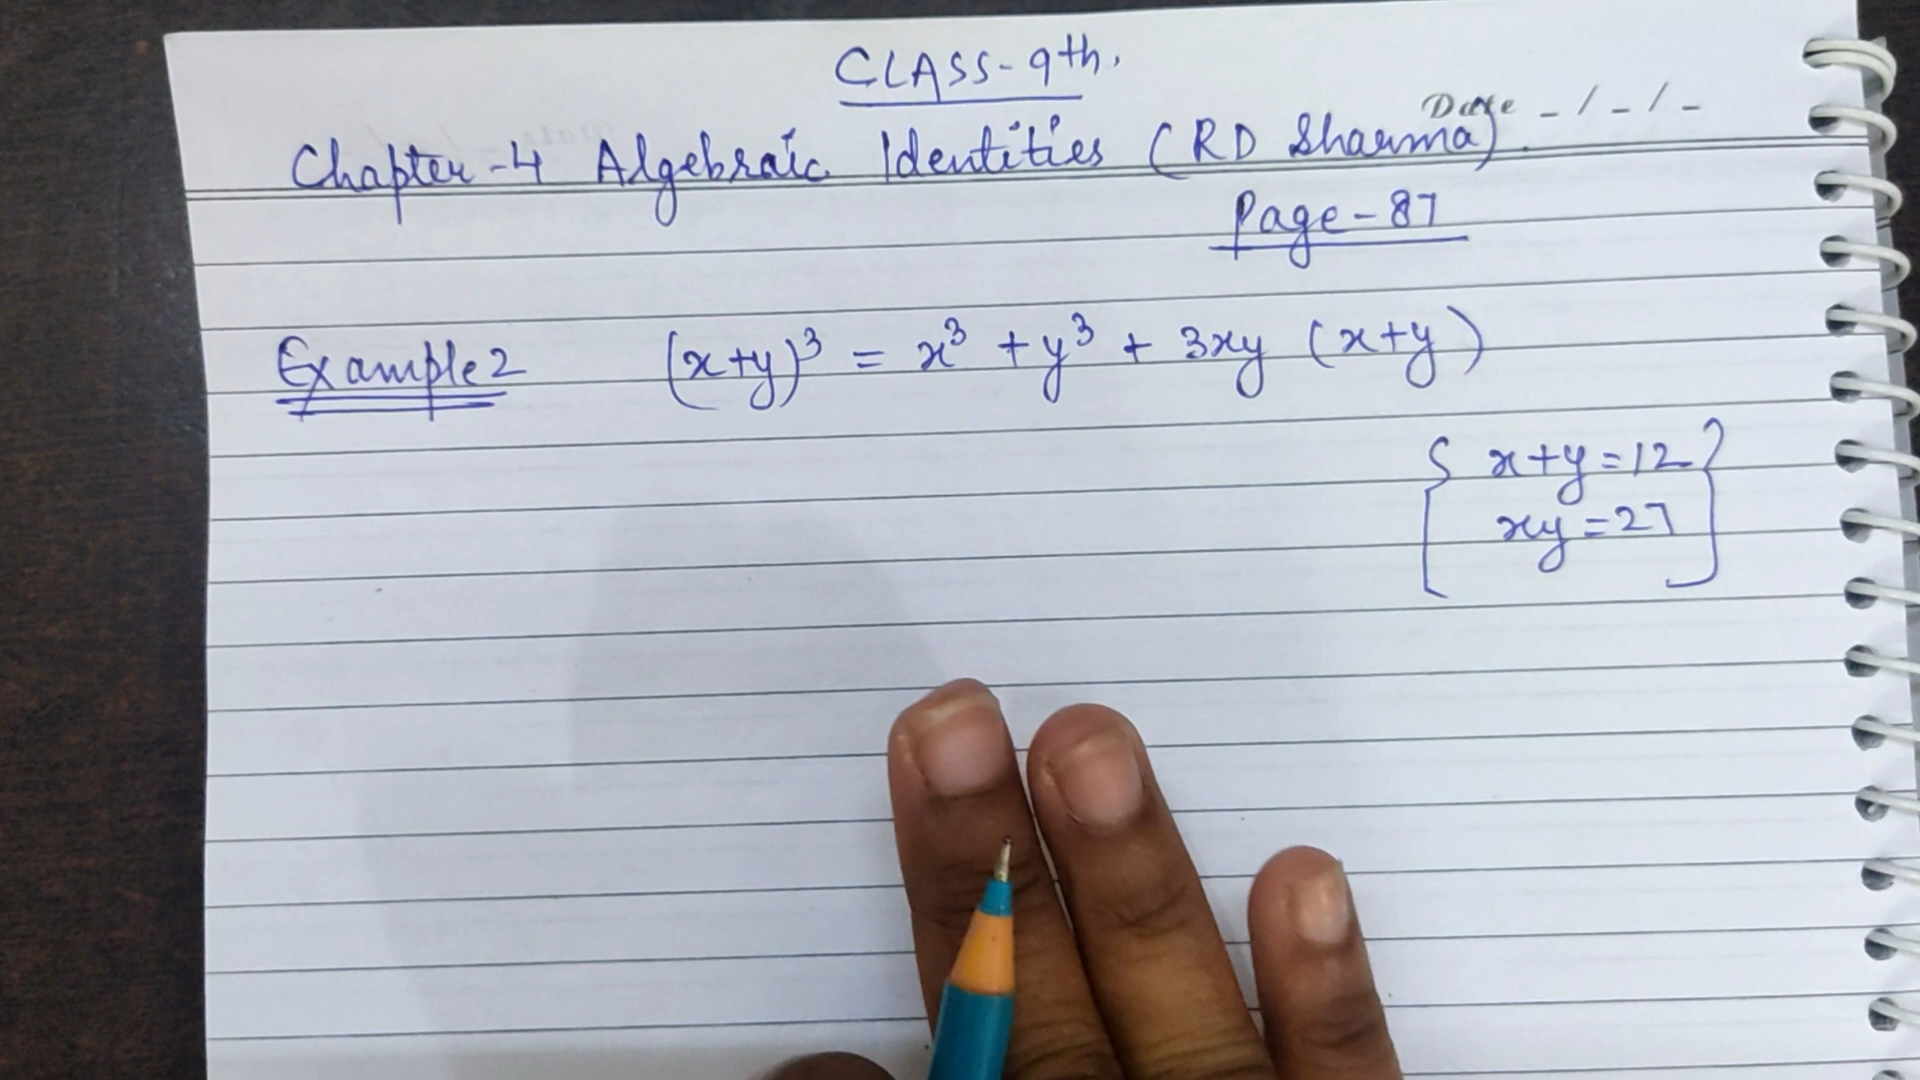 CLASS-9th.
Date _/_/_
Chapter-4 Algebraic Identities (RD Sharma).
Page-87
Example 2 (x+y)³ = x³ + y³ + 3xy (x+y)
{ x+y=12 }
xy=27